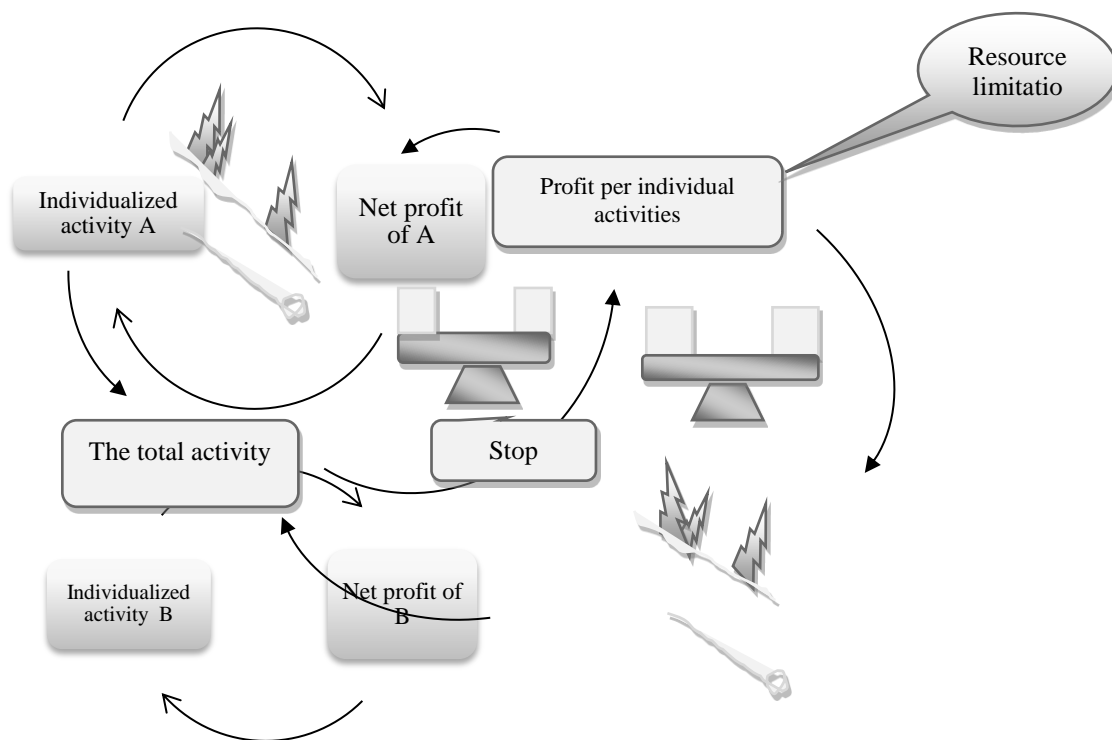 Resource
limitatio
Individualized
activity A
Net profit
of A
Profit per individual
activities
The total activity
Stop
Individualized
activity B
Net profit of
B